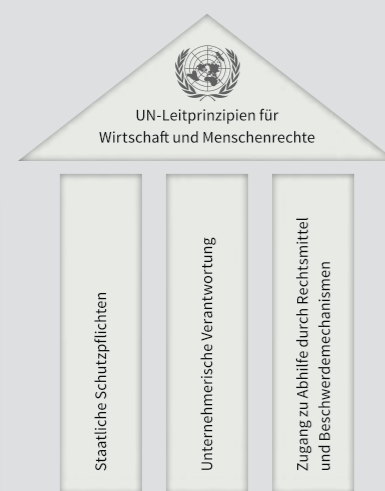 UN-Leitprinzipien für
Wirtschaft und Menschenrechte
Staatliche Schutzpflichten
Unternehmerische Verantwortung
Zugang zu Abhilfe durch Rechtsmittel
und Beschwerdemechanismen